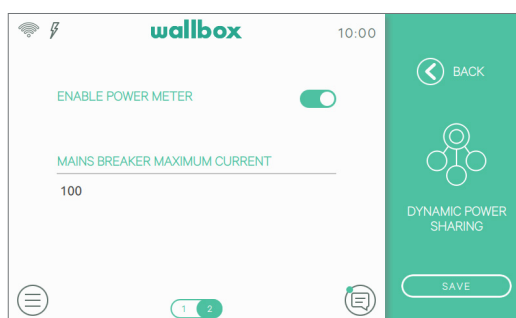 wallbox
10:00
BACK
ENABLE POWER METER
MAINS BREAKER MAXIMUM CURRENT
100
DYNAMIC POWER
SHARING
1 2
SAVE